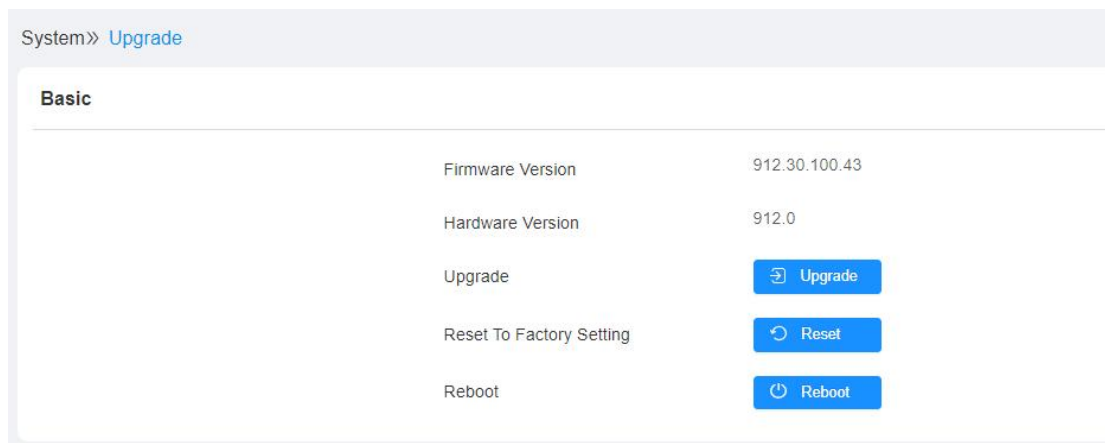 System» Upgrade
Basic
Firmware Version 912.30.100.43
Hardware Version 912.0
Upgrade Upgrade
Reset To Factory Setting Reset
Reboot Reboot